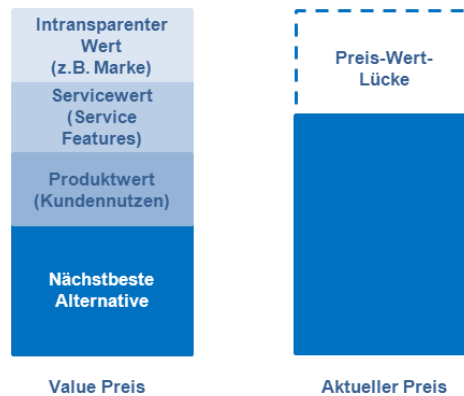 Intransparenter
Wert
(z.B. Marke)
Servicewert
(Service
Features)
Produktwert
(Kundennutzen)
Nächstbeste
Alternative
Value Preis
Preis-Wert-
Lücke
Aktueller Preis